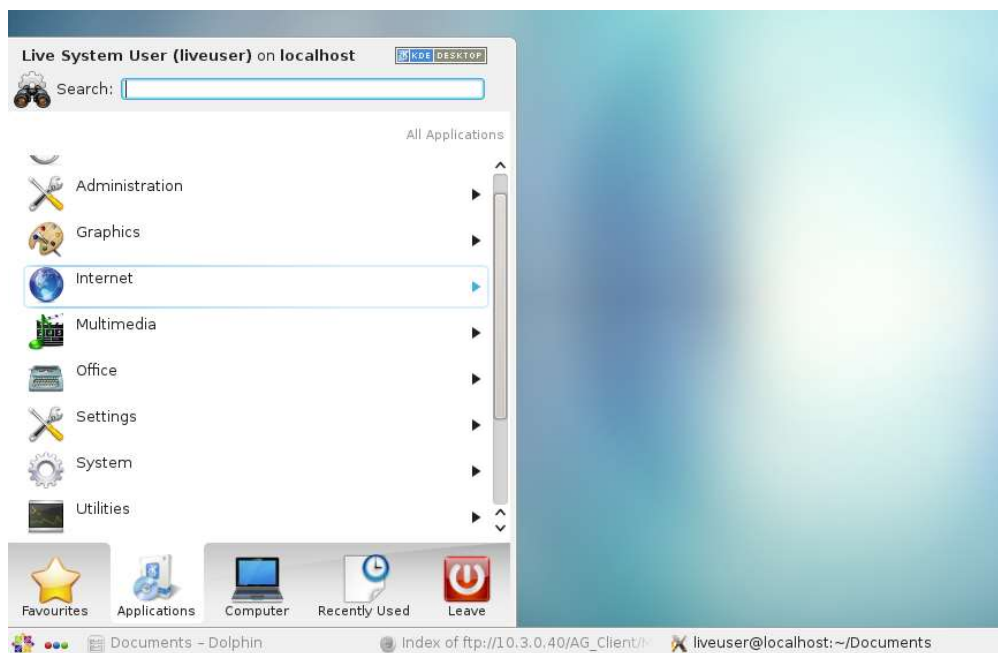 Live System User (liveuser) on localhost
KDE DESKTOP
Search:
All Applications
Administration
Graphics
Internet
Multimedia
Office
Settings
System
Utilities
Favourites
Applications
Computer
Recently Used
Leave
Documents – Dolphin
Index of ftp://10.3.0.40/AG_Client/
liveuser@localhost:~/Documents